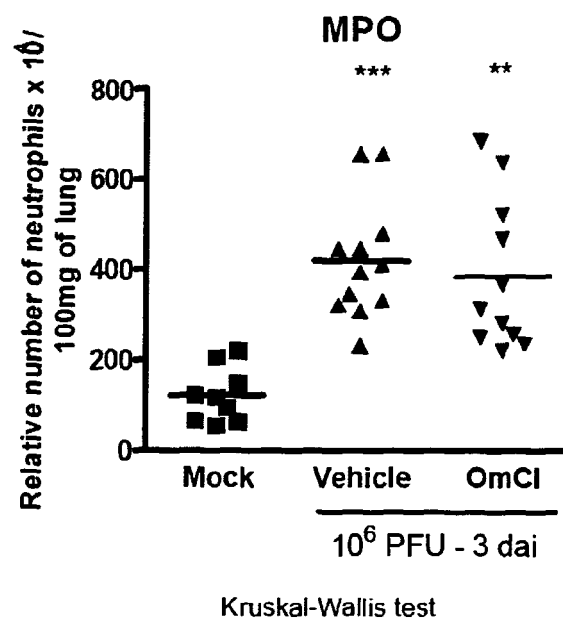 MPO
*** **
Relative number of neutrophils x 10⁴/
100mg of lung
800
600
400
200
0
Mock Vehicle OmCI
10⁶ PFU - 3 dai
Kruskal-Wallis test